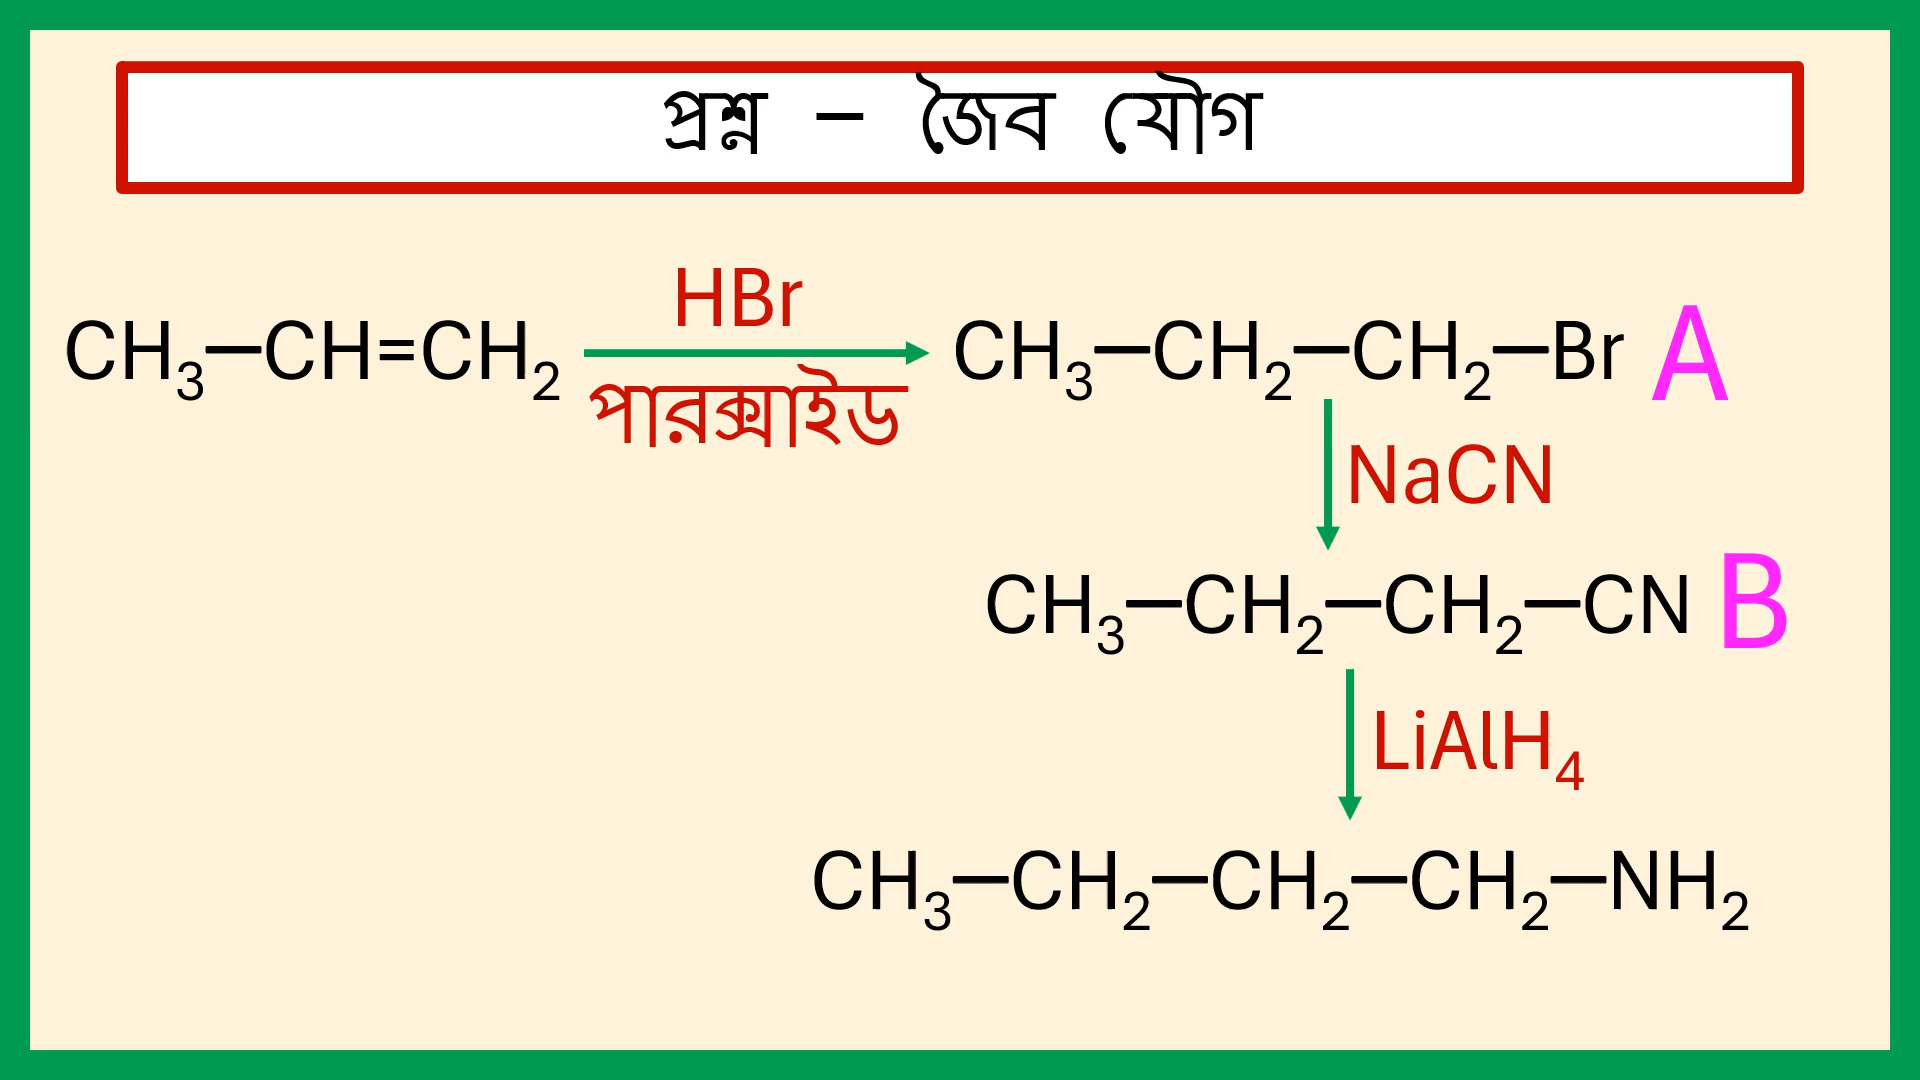 প্রশ্ন – জৈব যৌগ
HBr
CH₃—CH=CH₂ CH₃—CH₂—CH₂—Br A
পারক্সাইড
NaCN
CH₃—CH₂—CH₂—CN B
LiAlH₄
CH₃—CH₂—CH₂—CH₂—NH₂